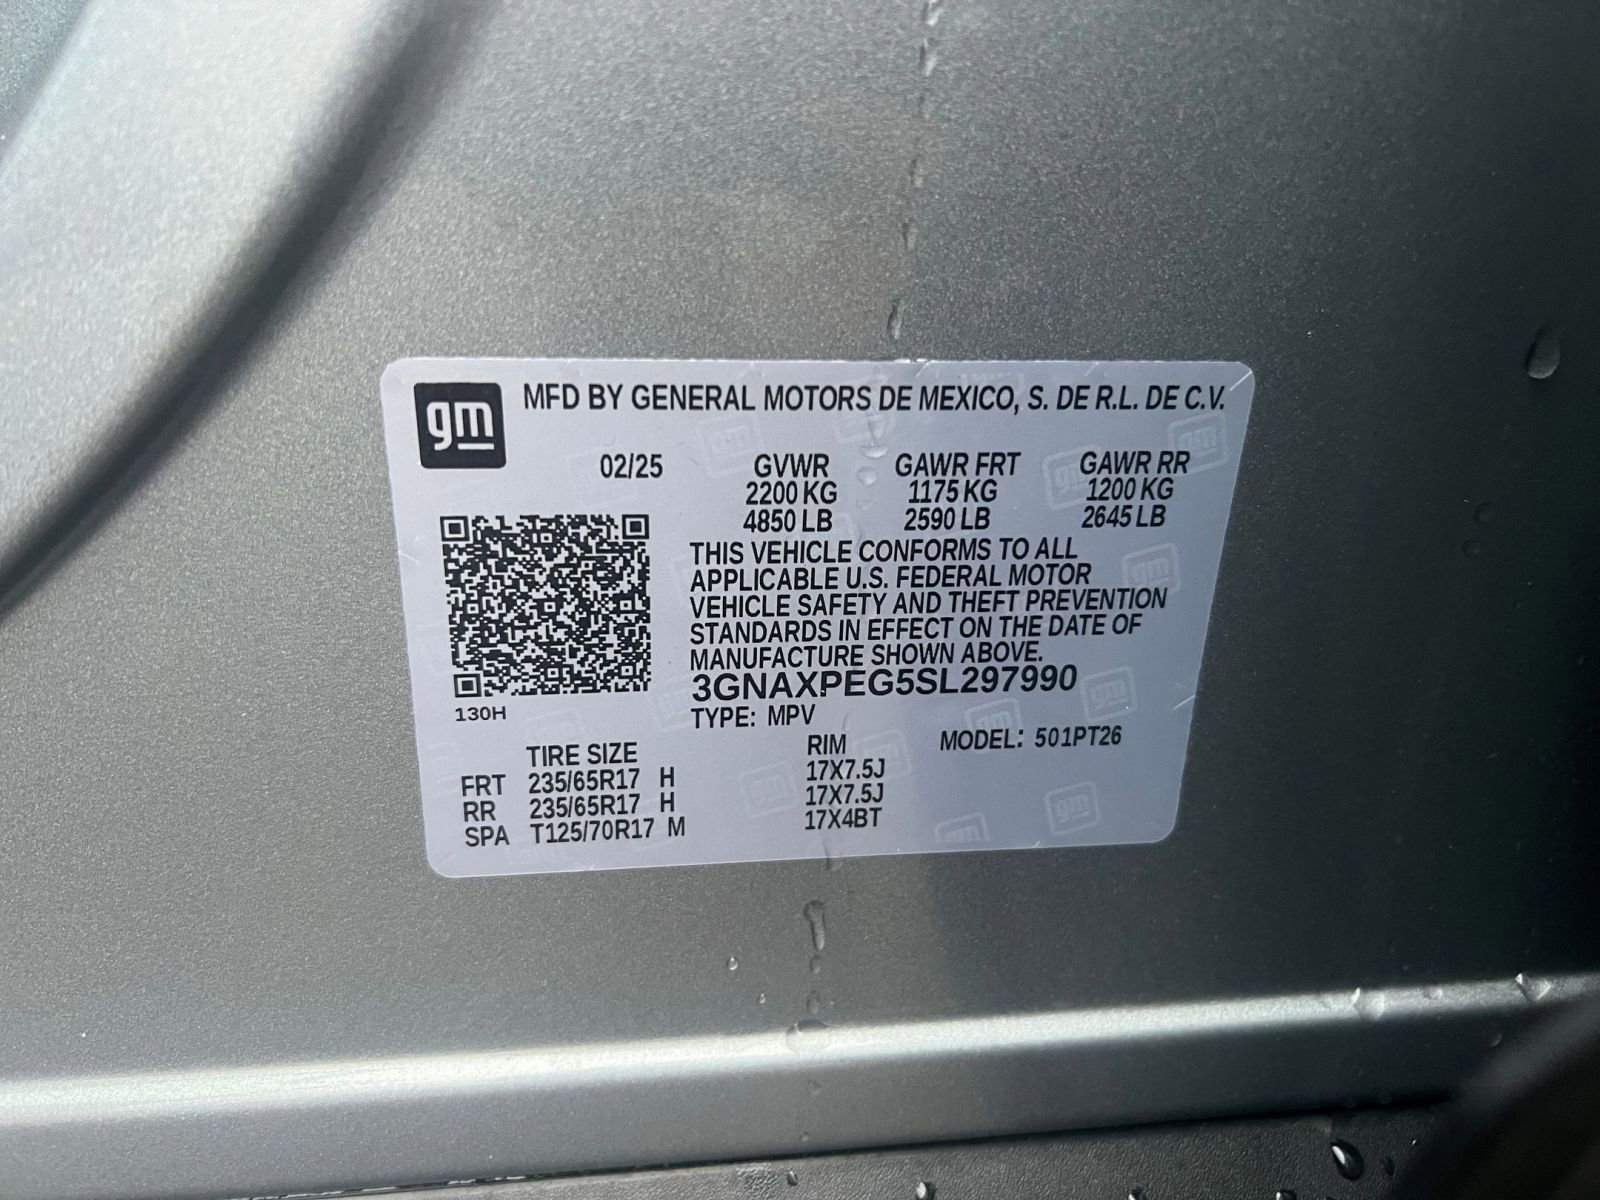 gm MFD BY GENERAL MOTORS DE MEXICO, S. DE R.L. DE C.V.
02/25 GVWR GAWR FRT GAWR RR
2200 KG 1175 KG 1200 KG
4850 LB 2590 LB 2645 LB
THIS VEHICLE CONFORMS TO ALL
APPLICABLE U.S. FEDERAL MOTOR
VEHICLE SAFETY AND THEFT PREVENTION
STANDARDS IN EFFECT ON THE DATE OF
MANUFACTURE SHOWN ABOVE.
3GNAXPEG5SL297990
130H TYPE: MPV
TIRE SIZE RIM MODEL: 501PT26
FRT 235/65R17 H 17X7.5J
RR 235/65R17 H 17X7.5J
SPA T125/70R17 M 17X4BT